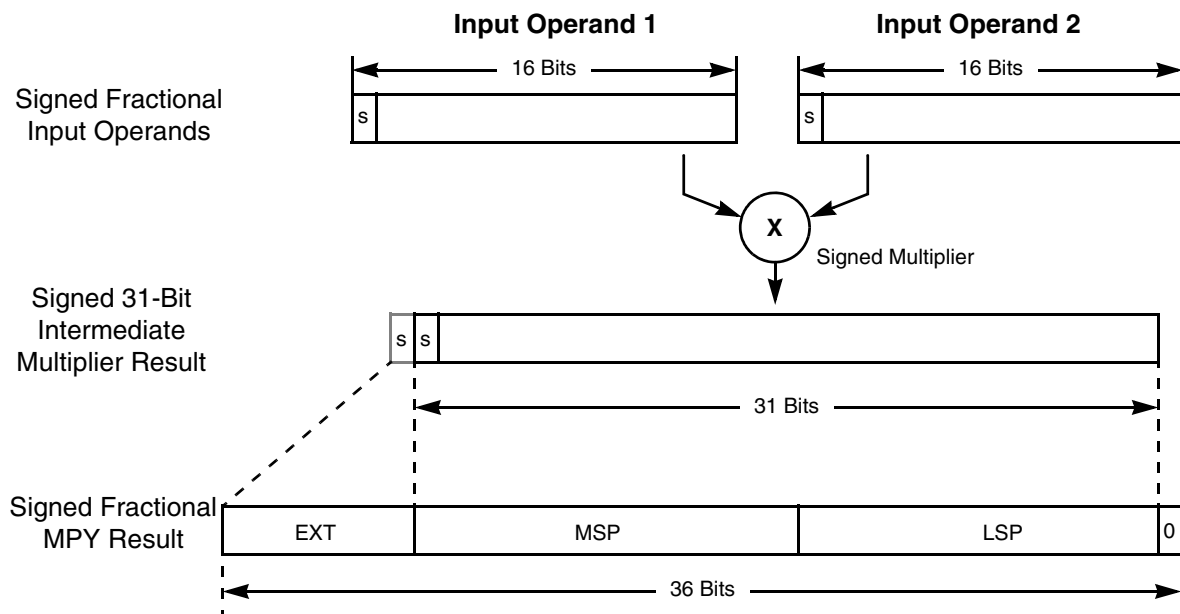 Input Operand 1
Input Operand 2
16 Bits
16 Bits
Signed Fractional
Input Operands
s
s
X
Signed Multiplier
Signed 31-Bit
Intermediate
Multiplier Result
s
s
31 Bits
Signed Fractional
MPY Result
EXT
MSP
LSP
0
36 Bits